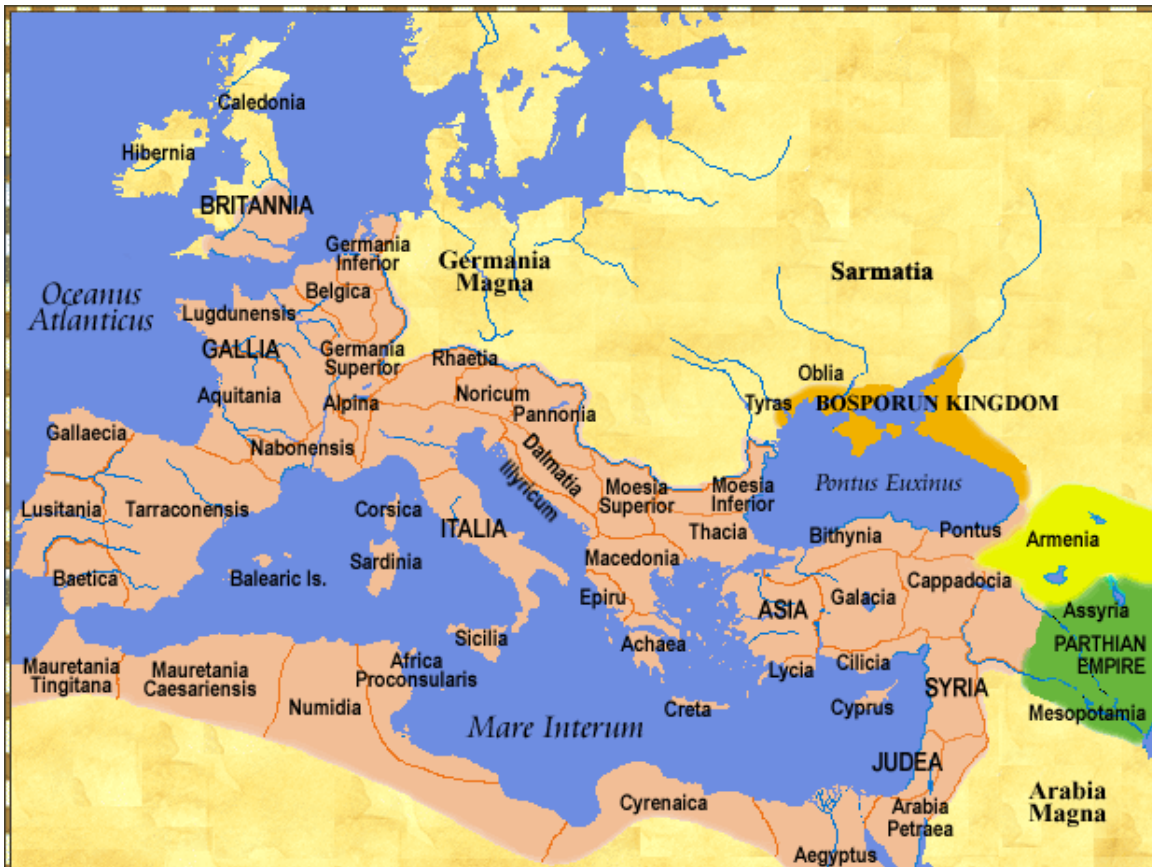 Caledonia
Hibernia
BRITANNIA
Germania
Inferior
Germania
Magna
Sarmatia
Oceanus
Atlanticus
Belgica
Lugdunensis
GALLIA
Germania
Superior
Rhaetia
Oblia
Aquitania
Alpina
Noricum
Pannonia
Tyras
BOSPORUN KINGDOM
Gallaecia
Nabonensis
Dalmatia
Illyricum
Moesia
Superior
Moesia
Inferior
Pontus Euxinus
Lusitania
Tarraconensis
Corsica
ITALIA
Thacia
Bithynia
Pontus
Armenia
Baetica
Balearic Is.
Sardinia
Macedonia
Cappadocia
Epiru
ASIA
Galacia
Assyria
Sicilia
Achaea
PARTHIAN
EMPIRE
Mauretania
Tingitana
Mauretania
Caesariensis
Africa
Proconsularis
Lycia
Cilicia
SYRIA
Numidia
Creta
Cyprus
Mesopotamia
Mare Interum
JUDEA
Cyrenaica
Arabia
Petraea
Arabia
Magna
Aegyptus